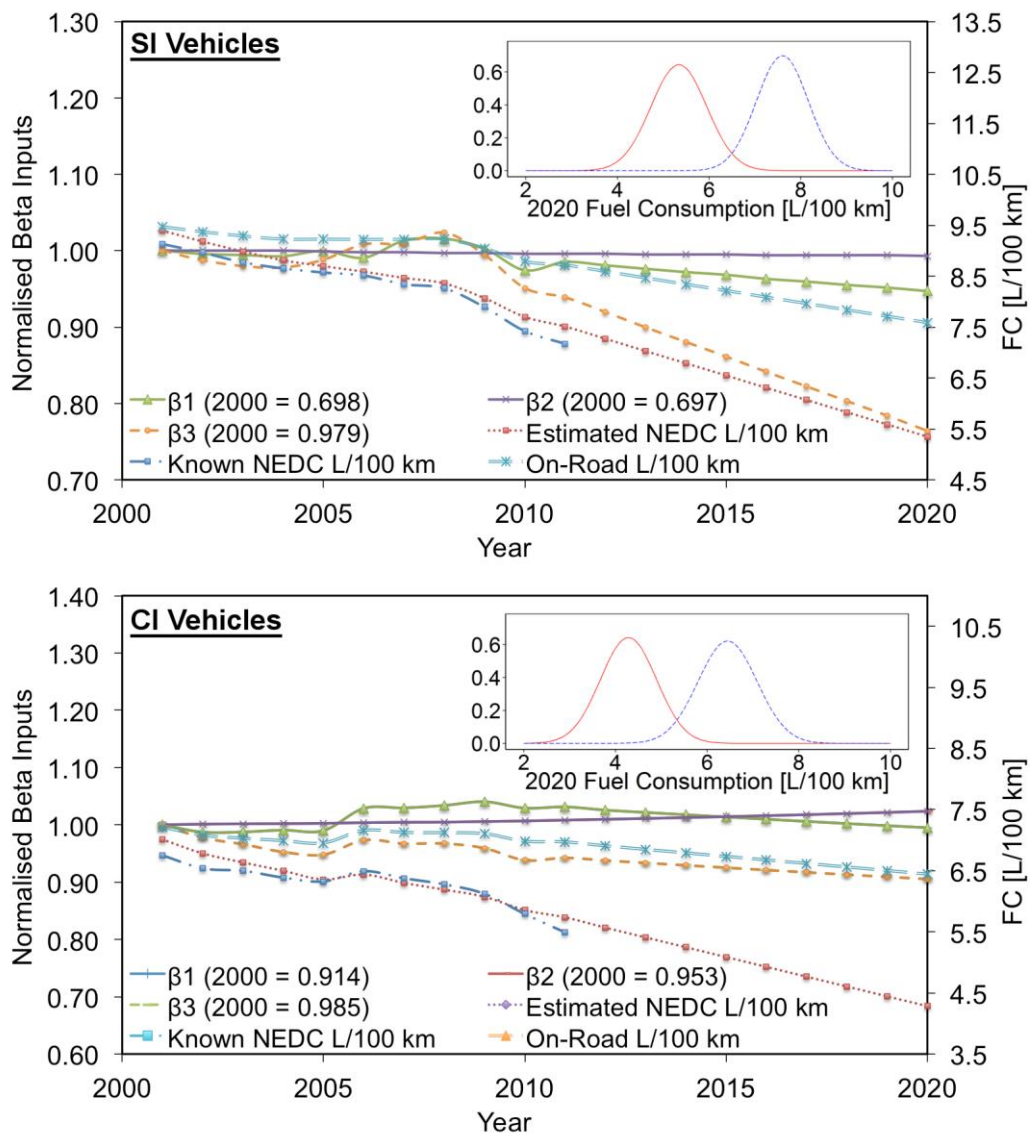 SI Vehicles
1.30
1.20
1.10
1.00
0.90
0.80
0.70
Normalised Beta Inputs
13.5
12.5
11.5
10.5
9.5
8.5
7.5
6.5
5.5
4.5
FC [L/100 km]
0.6
0.4
0.2
0.0
2 4 6 8 10
2020 Fuel Consumption [L/100 km]
β1 (2000 = 0.698) β2 (2000 = 0.697)
β3 (2000 = 0.979) Estimated NEDC L/100 km
Known NEDC L/100 km On-Road L/100 km
2000 2005 2010 2015 2020
Year
CI Vehicles
1.40
1.30
1.20
1.10
1.00
0.90
0.80
0.70
0.60
Normalised Beta Inputs
10.5
9.5
8.5
7.5
6.5
5.5
4.5
3.5
FC [L/100 km]
0.6
0.4
0.2
0.0
2 4 6 8 10
2020 Fuel Consumption [L/100 km]
β1 (2000 = 0.914) β2 (2000 = 0.953)
β3 (2000 = 0.985) Estimated NEDC L/100 km
Known NEDC L/100 km On-Road L/100 km
2000 2005 2010 2015 2020
Year